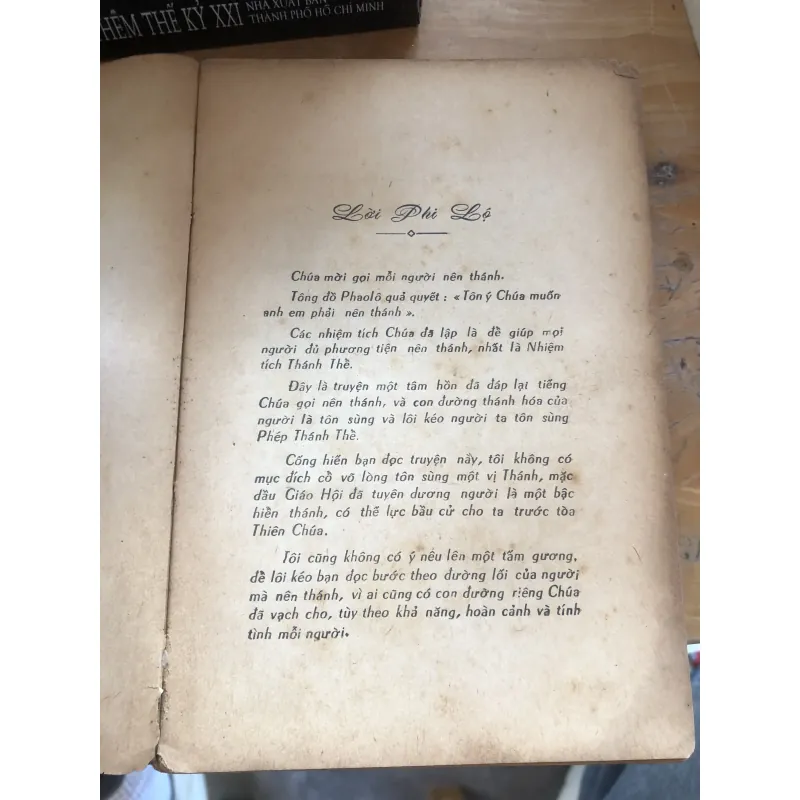 THỀM THẾ KỶ XXI
NHÀ XUẤT BẢN
THÀNH PHỐ HỒ CHÍ MINH
Lời Phi Lộ
Chúa mời gọi mỗi người nên thánh.
Tông đồ Phaolô quả quyết : « Tôn ý Chúa muốn
anh em phải nên thánh ».
Các nhiệm tích Chúa đã lập là để giúp mọi
người đủ phương tiện nên thánh, nhất là Nhiệm
tích Thánh Thể.
Đây là truyện một tâm hồn đã đáp lại tiếng
Chúa gọi nên thánh, và con đường thánh hóa của
người là tôn sùng và lôi kéo người ta tôn sùng
Phép Thánh Thể.
Cống hiến bạn đọc truyện nầy, tôi không có
mục đích cổ võ lòng tôn sùng một vị Thánh, mặc
dầu Giáo Hội đã tuyên dương người là một bậc
hiển thánh, có thế lực bầu cử cho ta trước tòa
Thiên Chúa.
Tôi cũng không có ý nêu lên một tấm gương,
để lôi kéo bạn đọc bước theo đường lối của người
mà nên thánh, vì ai cũng có con đường riêng Chúa
đã vạch cho, tùy theo khả năng, hoàn cảnh và tính
tình mỗi người.